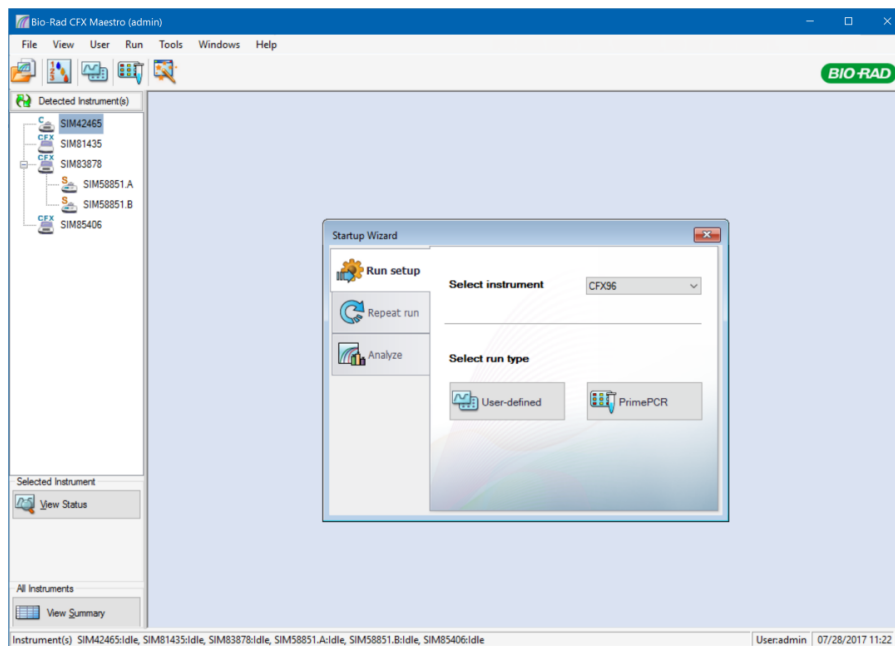 Bio-Rad CFX Maestro (admin)
File View User Run Tools Windows Help
BIO-RAD
Detected Instrument(s)
C SIM42465
CFX SIM81435
CFX SIM83878
S SIM58851.A
S SIM58851.B
CFX SIM85406
Startup Wizard
Run setup
Repeat run
Analyze
Select instrument CFX96
Select run type
User-defined PrimePCR
Selected Instrument
View Status
All Instruments
View Summary
Instrument(s) SIM42465:Idle, SIM81435:Idle, SIM83878:Idle, SIM58851.A:Idle, SIM58851.B:Idle, SIM85406:Idle User:admin 07/28/2017 11:22